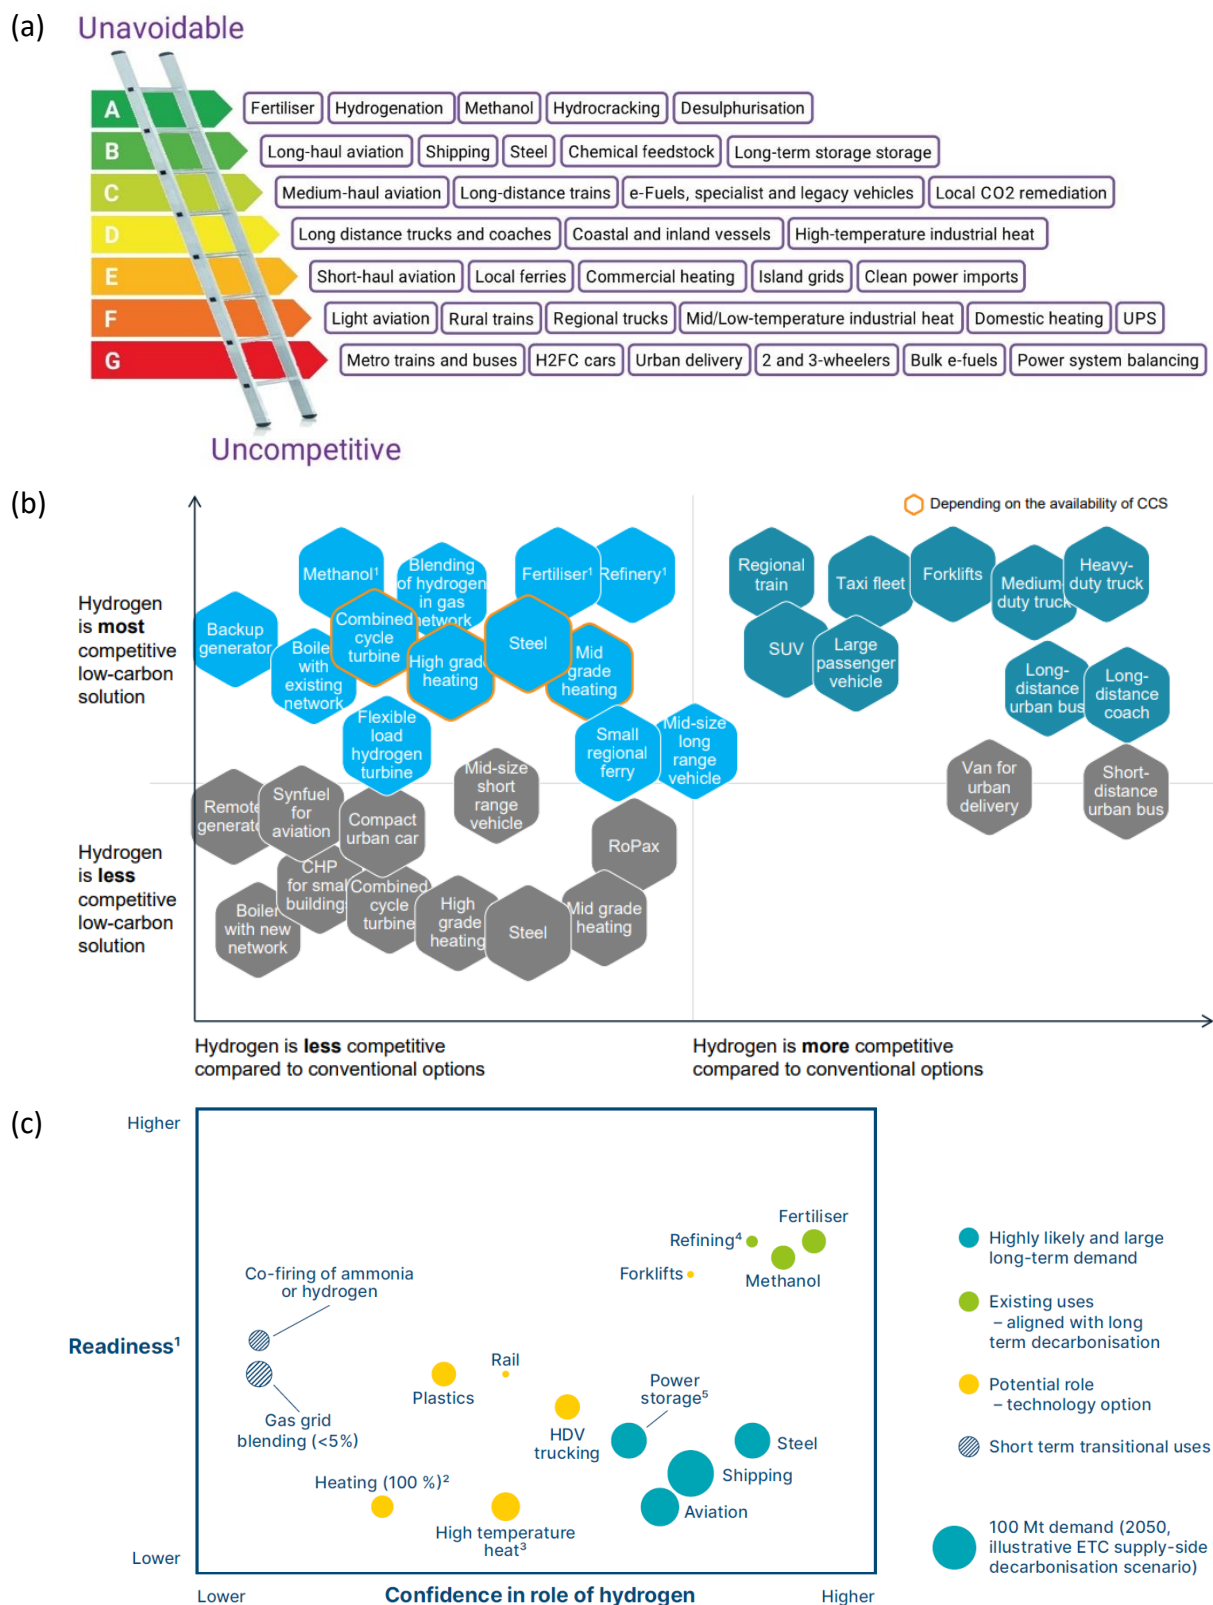 (a)
Unavoidable
A
Fertiliser Hydrogenation Methanol Hydrocracking Desulphurisation
B
Long-haul aviation Shipping Steel Chemical feedstock Long-term storage storage
C
Medium-haul aviation Long-distance trains e-Fuels, specialist and legacy vehicles Local CO2 remediation
D
Long distance trucks and coaches Coastal and inland vessels High-temperature industrial heat
E
Short-haul aviation Local ferries Commercial heating Island grids Clean power imports
F
Light aviation Rural trains Regional trucks Mid/Low-temperature industrial heat Domestic heating UPS
G
Metro trains and buses H2FC cars Urban delivery 2 and 3-wheelers Bulk e-fuels Power system balancing
Uncompetitive
(b)
Depending on the availability of CCS
Hydrogen
is most
competitive
low-carbon
solution
Methanol¹
Blending
of hydrogen
in gas
network
Fertiliser¹
Refinery¹
Backup
generator
Boiler
with
existing
network
Combined
cycle
turbine
High grade
heating
Steel
Mid
grade
heating
Flexible
load
hydrogen
turbine
Small
regional
ferry
Mid-size
long
range
vehicle
Regional
train
Taxi fleet
Forklifts
Medium-
duty truck
Heavy-
duty truck
SUV
Large
passenger
vehicle
Long-
distance
urban bus
Long-
distance
coach
Hydrogen
is less
competitive
low-carbon
solution
Remote
generator
Synfuel
for
aviation
Compact
urban car
Mid-size
short
range
vehicle
RoPax
Van for
urban
delivery
Short-
distance
urban bus
CHP
for small
buildings
Boiler
with new
network
Combined
cycle
turbine
High
grade
heating
Steel
Mid grade
heating
Hydrogen is less competitive
compared to conventional options
Hydrogen is more competitive
compared to conventional options
(c)
Higher
Readiness¹
Lower
Fertiliser
Refining⁴
Methanol
Forklifts
Co-firing of ammonia
or hydrogen
Rail
Plastics
Power
storage⁵
Gas grid
blending (<5%)
HDV
trucking
Steel
Shipping
Heating (100 %)²
Aviation
High temperature
heat³
Lower
Confidence in role of hydrogen
Higher
Highly likely and large
long-term demand
Existing uses
– aligned with long
term decarbonisation
Potential role
– technology option
Short term transitional uses
100 Mt demand (2050,
illustrative ETC supply-side
decarbonisation scenario)